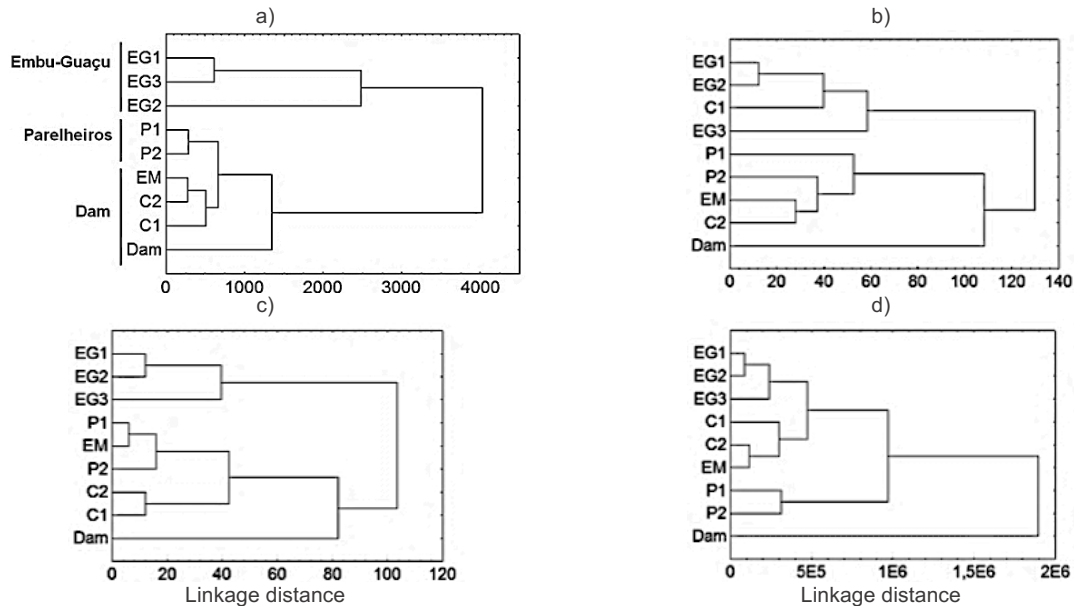 a)
Embu-Guaçu
EG1
EG3
EG2
Parelheiros
P1
P2
Dam
EM
C2
C1
Dam
0 1000 2000 3000 4000
b)
EG1
EG2
C1
EG3
P1
P2
EM
C2
Dam
0 20 40 60 80 100 120 140
c)
EG1
EG2
EG3
P1
EM
P2
C2
C1
Dam
0 20 40 60 80 100 120
Linkage distance
d)
EG1
EG2
EG3
C1
C2
EM
P1
P2
Dam
0 5E5 1E6 1,5E6 2E6
Linkage distance